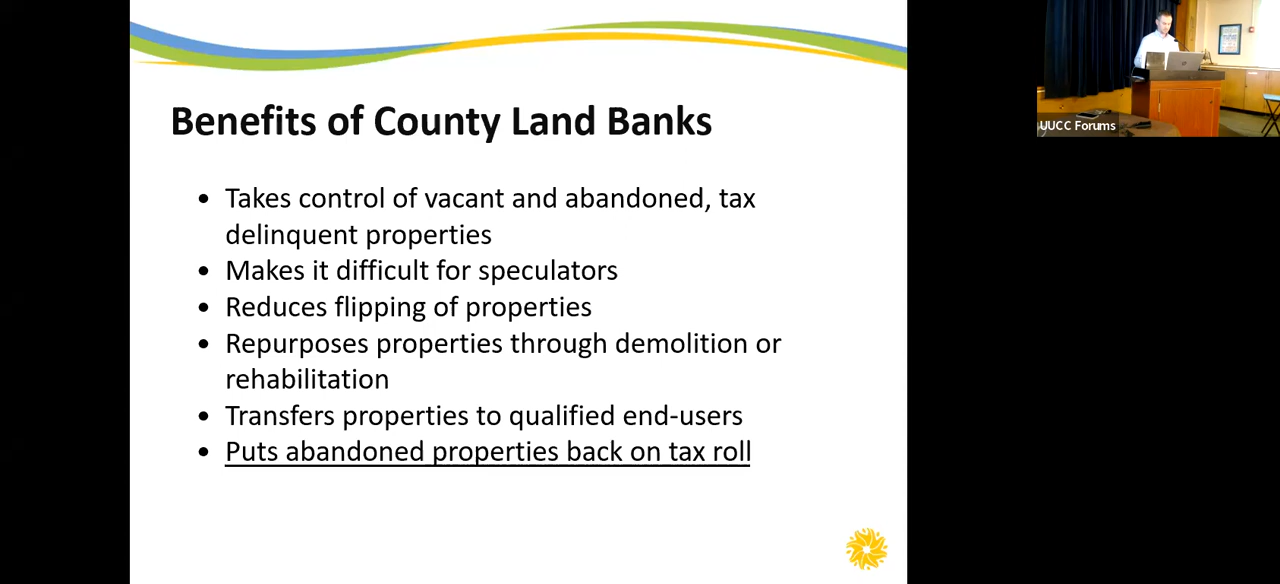 Benefits of County Land Banks
• Takes control of vacant and abandoned, tax
delinquent properties
• Makes it difficult for speculators
• Reduces flipping of properties
• Repurposes properties through demolition or
rehabilitation
• Transfers properties to qualified end-users
• Puts abandoned properties back on tax roll
UUCC Forums